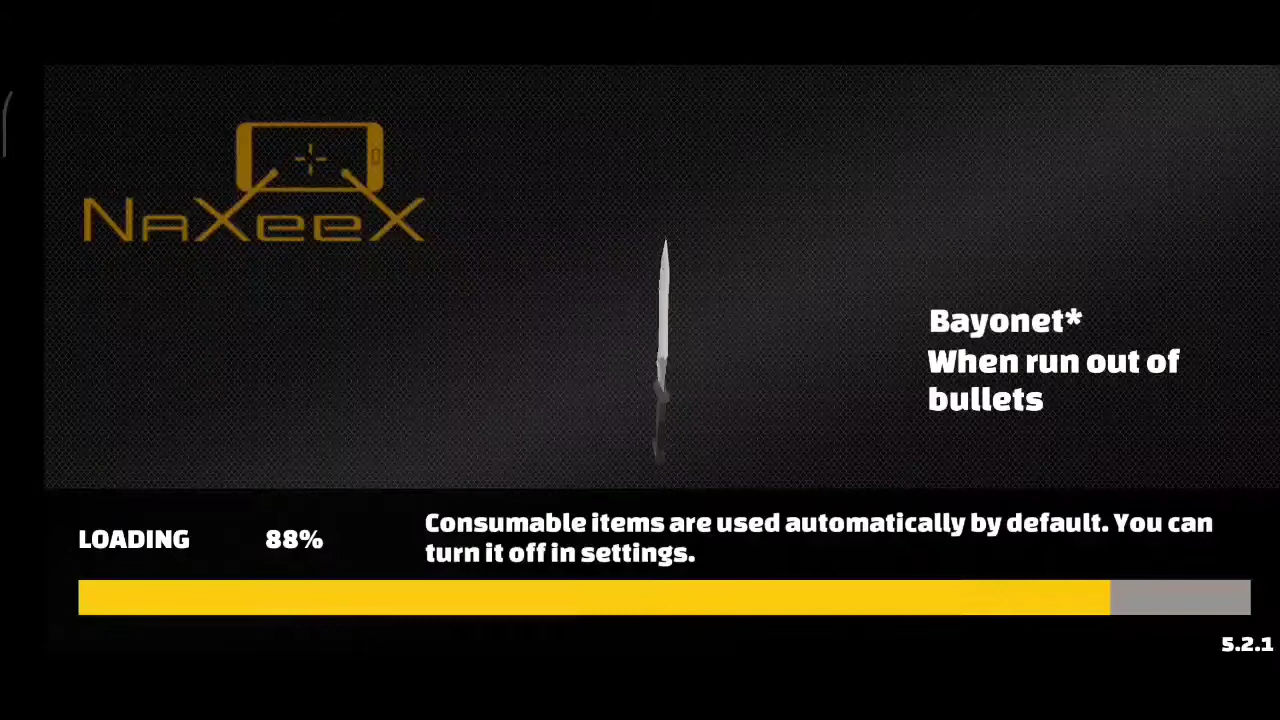 NaXeeX
Bayonet*
When run out of
bullets
LOADING 88%
Consumable items are used automatically by default. You can
turn it off in settings.
5.2.1